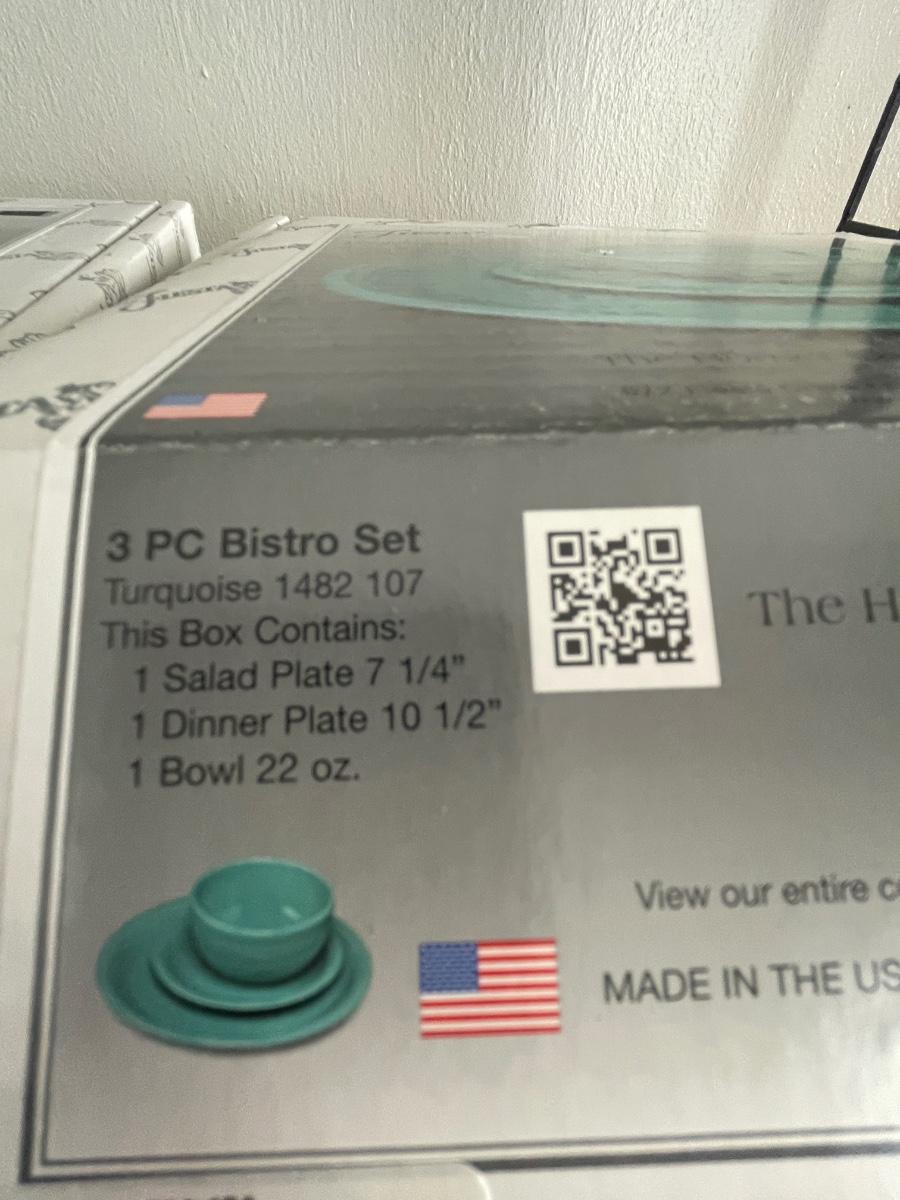 FIESTA
3 PC Bistro Set
Turquoise 1482 107
This Box Contains:
1 Salad Plate 7 1/4”
1 Dinner Plate 10 1/2”
1 Bowl 22 oz.
The H
View our entire c
MADE IN THE US